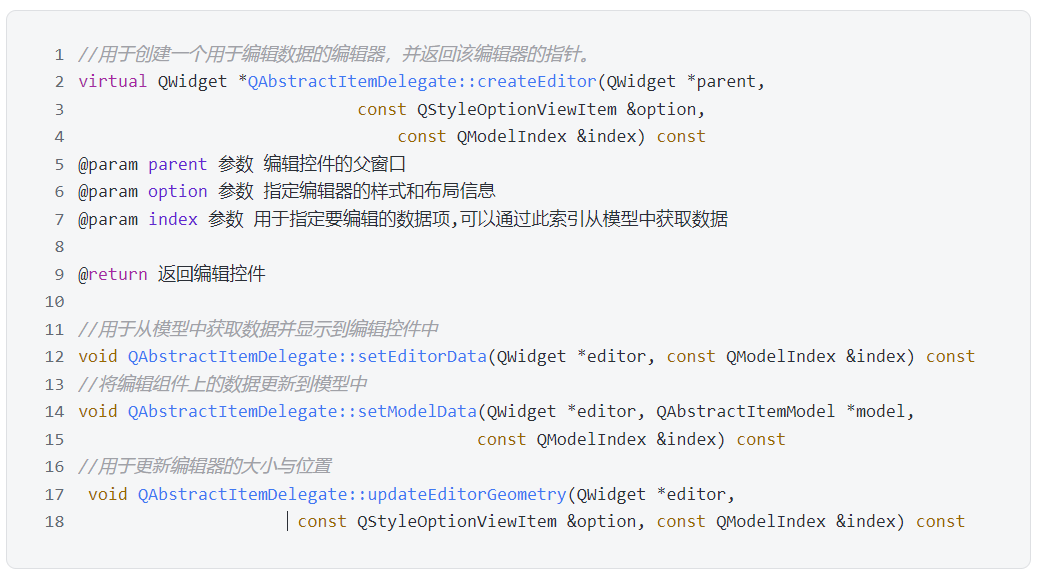 1 //用于创建一个用于编辑数据的编辑器，并返回该编辑器的指针。
2 virtual QWidget *QAbstractItemDelegate::createEditor(QWidget *parent,
3 const QStyleOptionViewItem &option,
4 const QModelIndex &index) const
5 @param parent 参数 编辑控件的父窗口
6 @param option 参数 指定编辑器的样式和布局信息
7 @param index 参数 用于指定要编辑的数据项,可以通过此索引从模型中获取数据
8
9 @return 返回编辑控件
10
11 //用于从模型中获取数据并显示到编辑控件中
12 void QAbstractItemDelegate::setEditorData(QWidget *editor, const QModelIndex &index) const
13 //将编辑组件上的数据更新到模型中
14 void QAbstractItemDelegate::setModelData(QWidget *editor, QAbstractItemModel *model,
15 const QModelIndex &index) const
16 //用于更新编辑器的大小与位置
17 void QAbstractItemDelegate::updateEditorGeometry(QWidget *editor,
18 const QStyleOptionViewItem &option, const QModelIndex &index) const